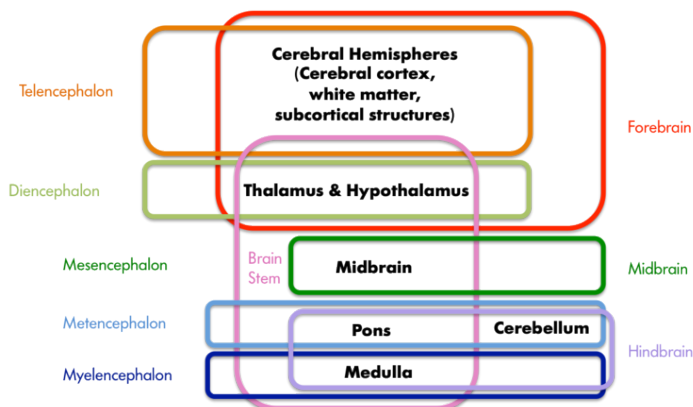 Cerebral Hemispheres
(Cerebral cortex,
white matter,
subcortical structures)
Telencephalon
Forebrain
Diencephalon
Thalamus & Hypothalamus
Mesencephalon
Brain
Stem
Midbrain
Midbrain
Metencephalon
Pons
Cerebellum
Hindbrain
Myelencephalon
Medulla